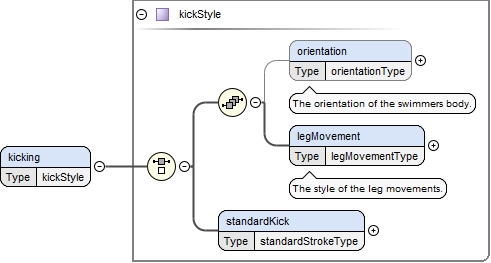 kickStyle
orientation
Type orientationType
The orientation of the swimmers body.
legMovement
Type legMovementType
The style of the leg movements.
kicking
Type kickStyle
standardKick
Type standardStrokeType